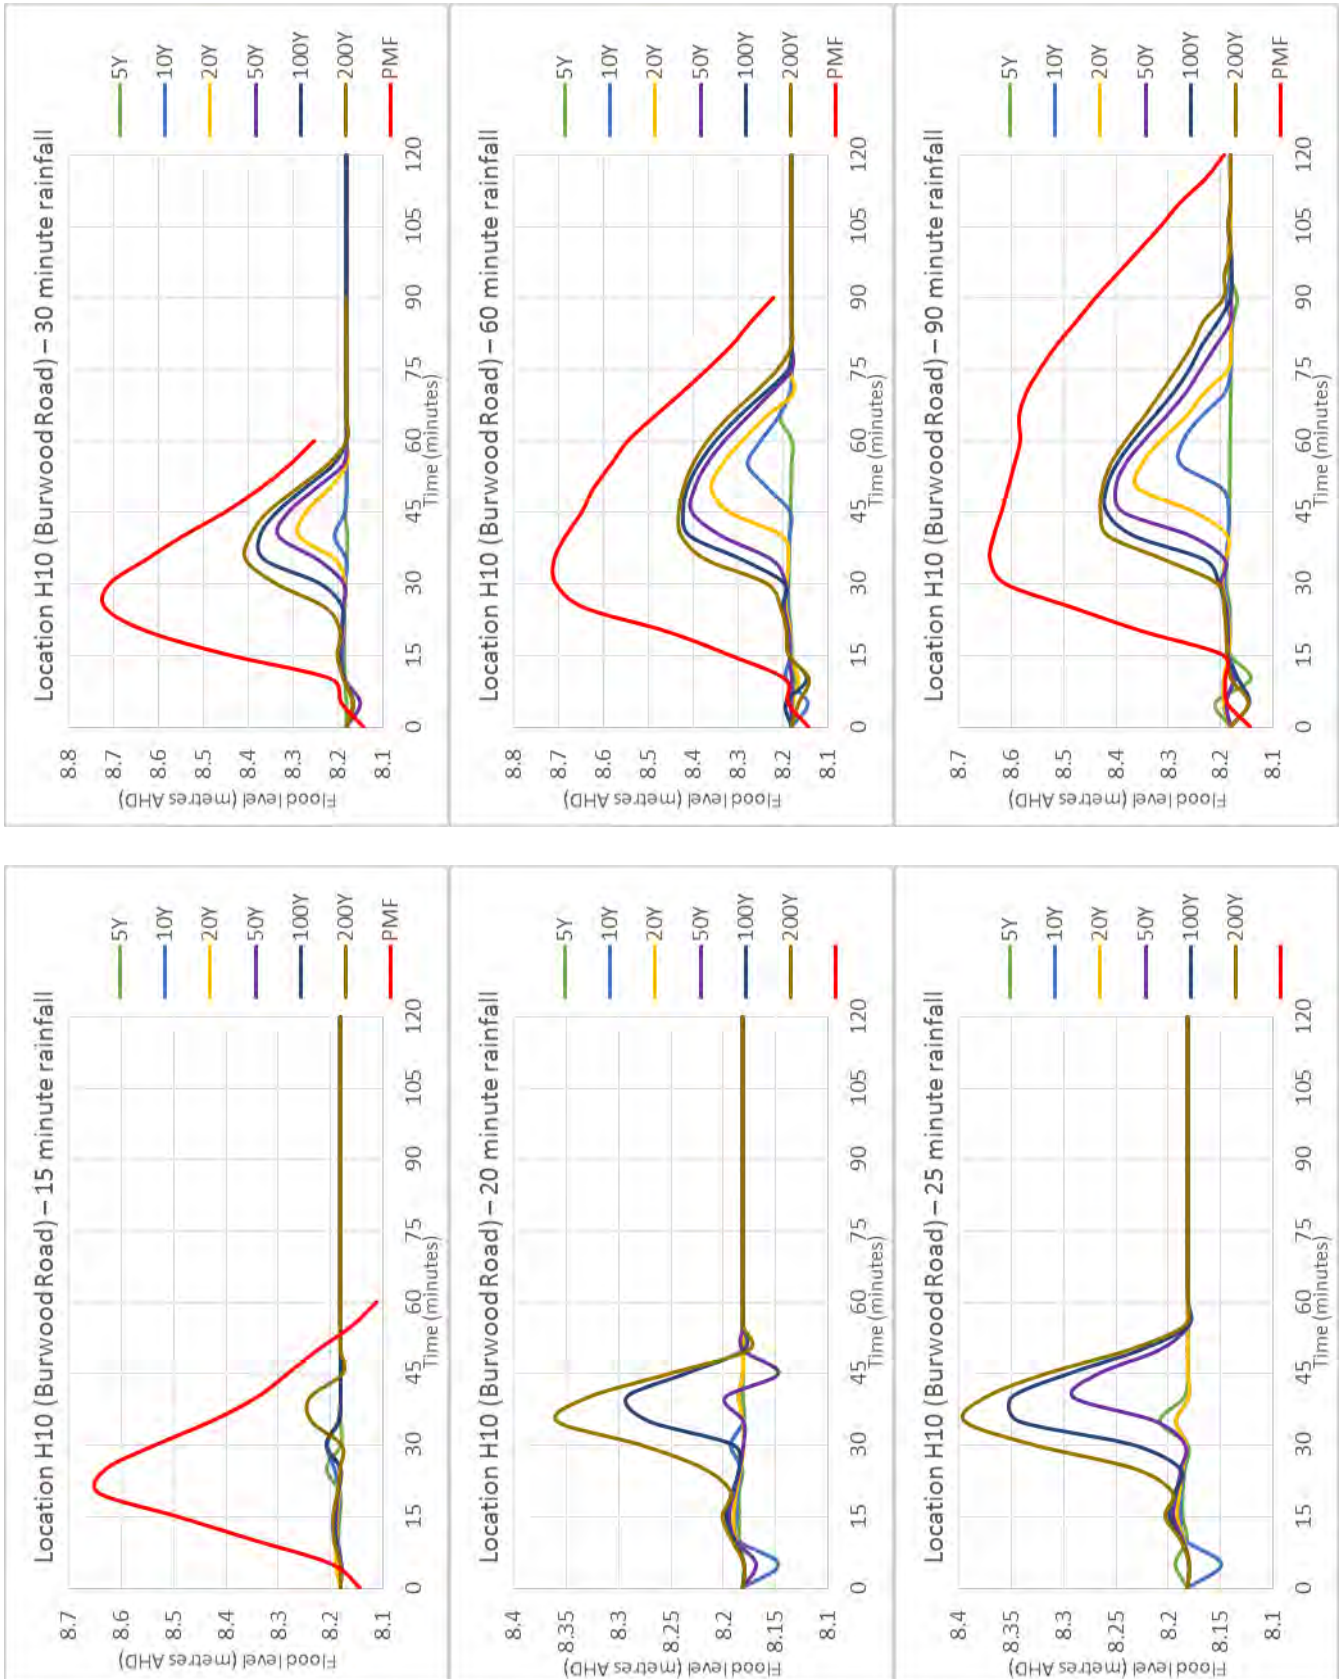 Location H10 (Burwood Road) – 15 minute rainfall
Flood level (metres AHD)
8.7
8.6
8.5
8.4
8.3
8.2
8.1
0 15 30 45 60 75 90 105 120
Time (minutes)
5Y
10Y
20Y
50Y
100Y
200Y
PMF
Location H10 (Burwood Road) – 30 minute rainfall
Flood level (metres AHD)
8.8
8.7
8.6
8.5
8.4
8.3
8.2
8.1
0 15 30 45 60 75 90 105 120
Time (minutes)
5Y
10Y
20Y
50Y
100Y
200Y
PMF
Location H10 (Burwood Road) – 20 minute rainfall
Flood level (metres AHD)
8.4
8.35
8.3
8.25
8.2
8.15
8.1
0 15 30 45 60 75 90 105 120
Time (minutes)
5Y
10Y
20Y
50Y
100Y
200Y
Location H10 (Burwood Road) – 60 minute rainfall
Flood level (metres AHD)
8.8
8.7
8.6
8.5
8.4
8.3
8.2
8.1
0 15 30 45 60 75 90 105 120
Time (minutes)
5Y
10Y
20Y
50Y
100Y
200Y
PMF
Location H10 (Burwood Road) – 25 minute rainfall
Flood level (metres AHD)
8.4
8.35
8.3
8.25
8.2
8.15
8.1
0 15 30 45 60 75 90 105 120
Time (minutes)
5Y
10Y
20Y
50Y
100Y
200Y
Location H10 (Burwood Road) – 90 minute rainfall
Flood level (metres AHD)
8.7
8.6
8.5
8.4
8.3
8.2
8.1
0 15 30 45 60 75 90 105 120
Time (minutes)
5Y
10Y
20Y
50Y
100Y
200Y
PMF